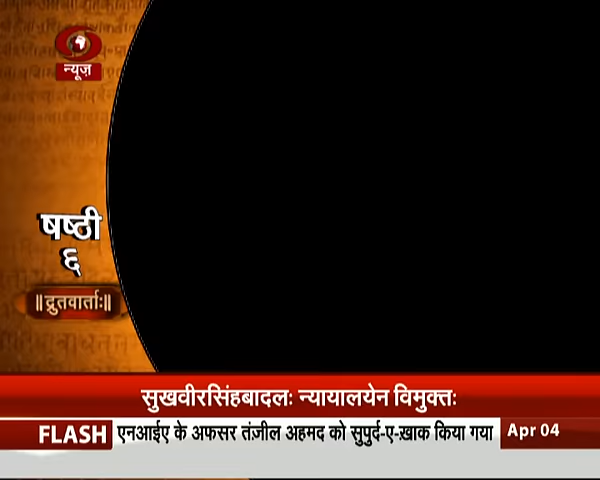 न्यूज़
षष्ठी
६
॥द्रुतवार्ताः॥
सुखवीरसिंहबादलः न्यायालयेन विमुक्तः
FLASH एनआईए के अफसर तंज़ील अहमद को सुपुर्द-ए-ख़ाक किया गया Apr 04